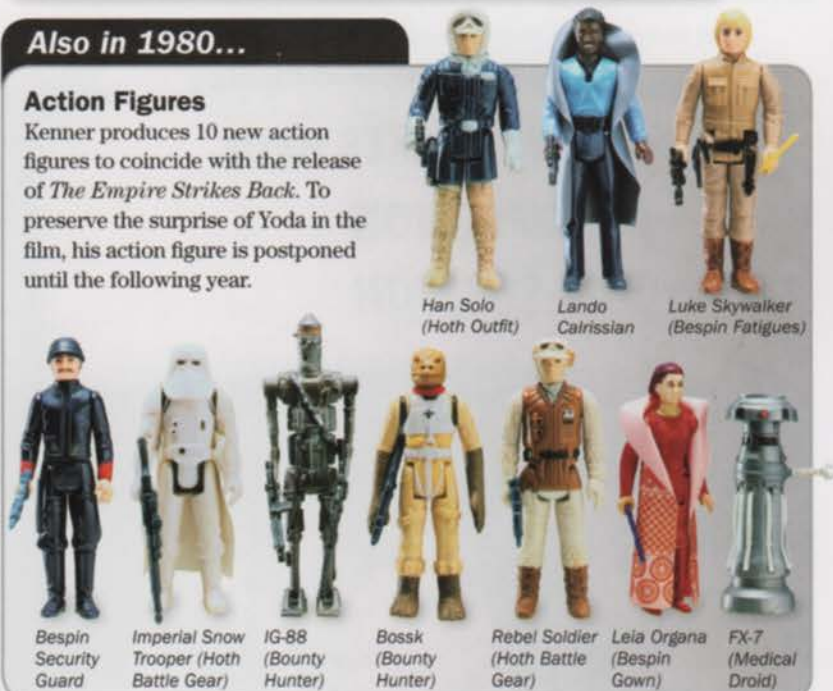 Also in 1980...
Action Figures
Kenner produces 10 new action
figures to coincide with the release
of The Empire Strikes Back. To
preserve the surprise of Yoda in the
film, his action figure is postponed
until the following year.
Han Solo
(Hoth Outfit)
Lando
Calrissian
Luke Skywalker
(Bespin Fatigues)
Bespin
Security
Guard
Imperial Snow
Trooper (Hoth
Battle Gear)
IG-88
(Bounty
Hunter)
Bossk
(Bounty
Hunter)
Rebel Soldier
(Hoth Battle
Gear)
Leia Organa
(Bespin
Gown)
FX-7
(Medical
Droid)